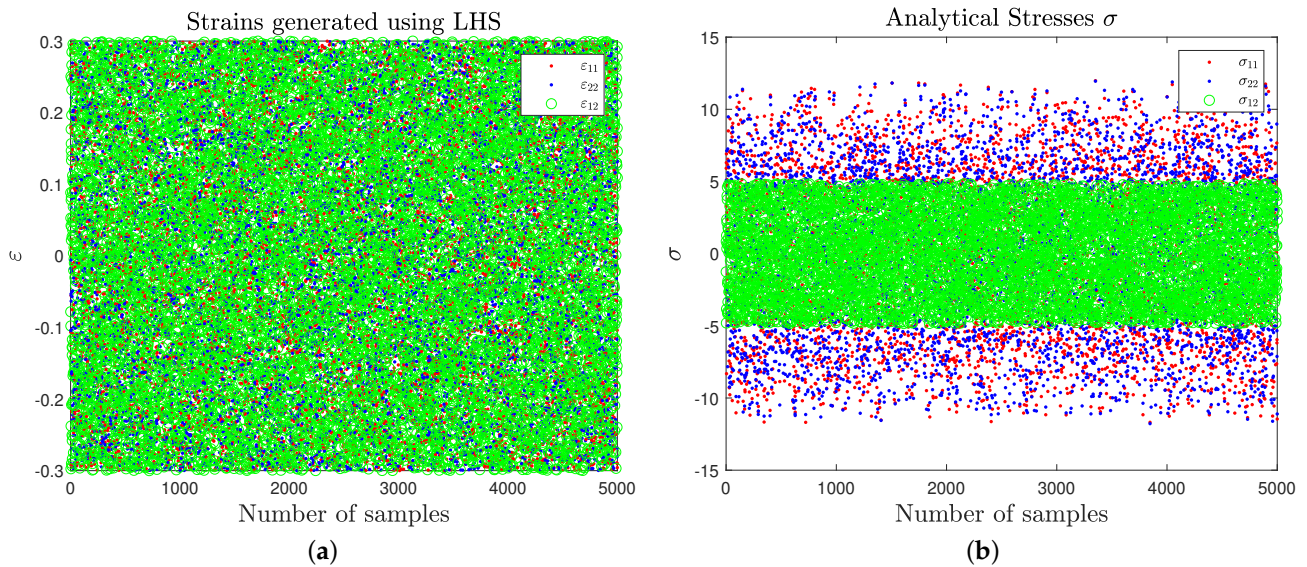 Strains generated using LHS
0.3
0.2
0.1
0
-0.1
-0.2
-0.3
ε
ε11
ε22
ε12
0 1000 2000 3000 4000 5000
Number of samples
(a)
Analytical Stresses σ
15
10
5
0
-5
-10
-15
σ
σ11
σ22
σ12
0 1000 2000 3000 4000 5000
Number of samples
(b)